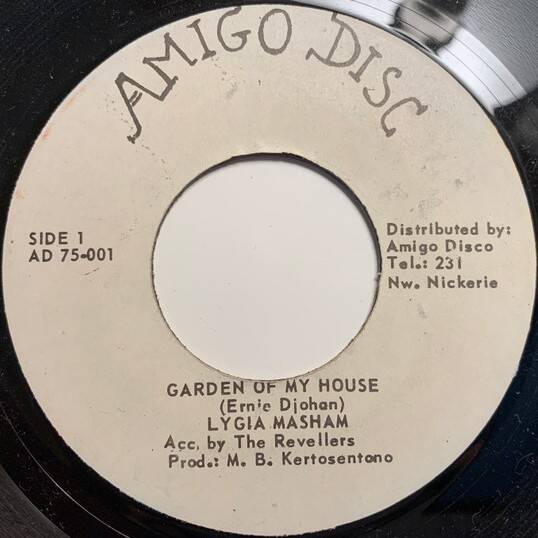 AMIGO DISC
SIDE 1
AD 75-001
Distributed by:
Amigo Disco
Tel.: 231
Nw. Nickerie
GARDEN OF MY HOUSE
(Ernie Djohan)
LYGIA MASHAM
Acc. by The Revellers
Prod.: M. B. Kertosentono